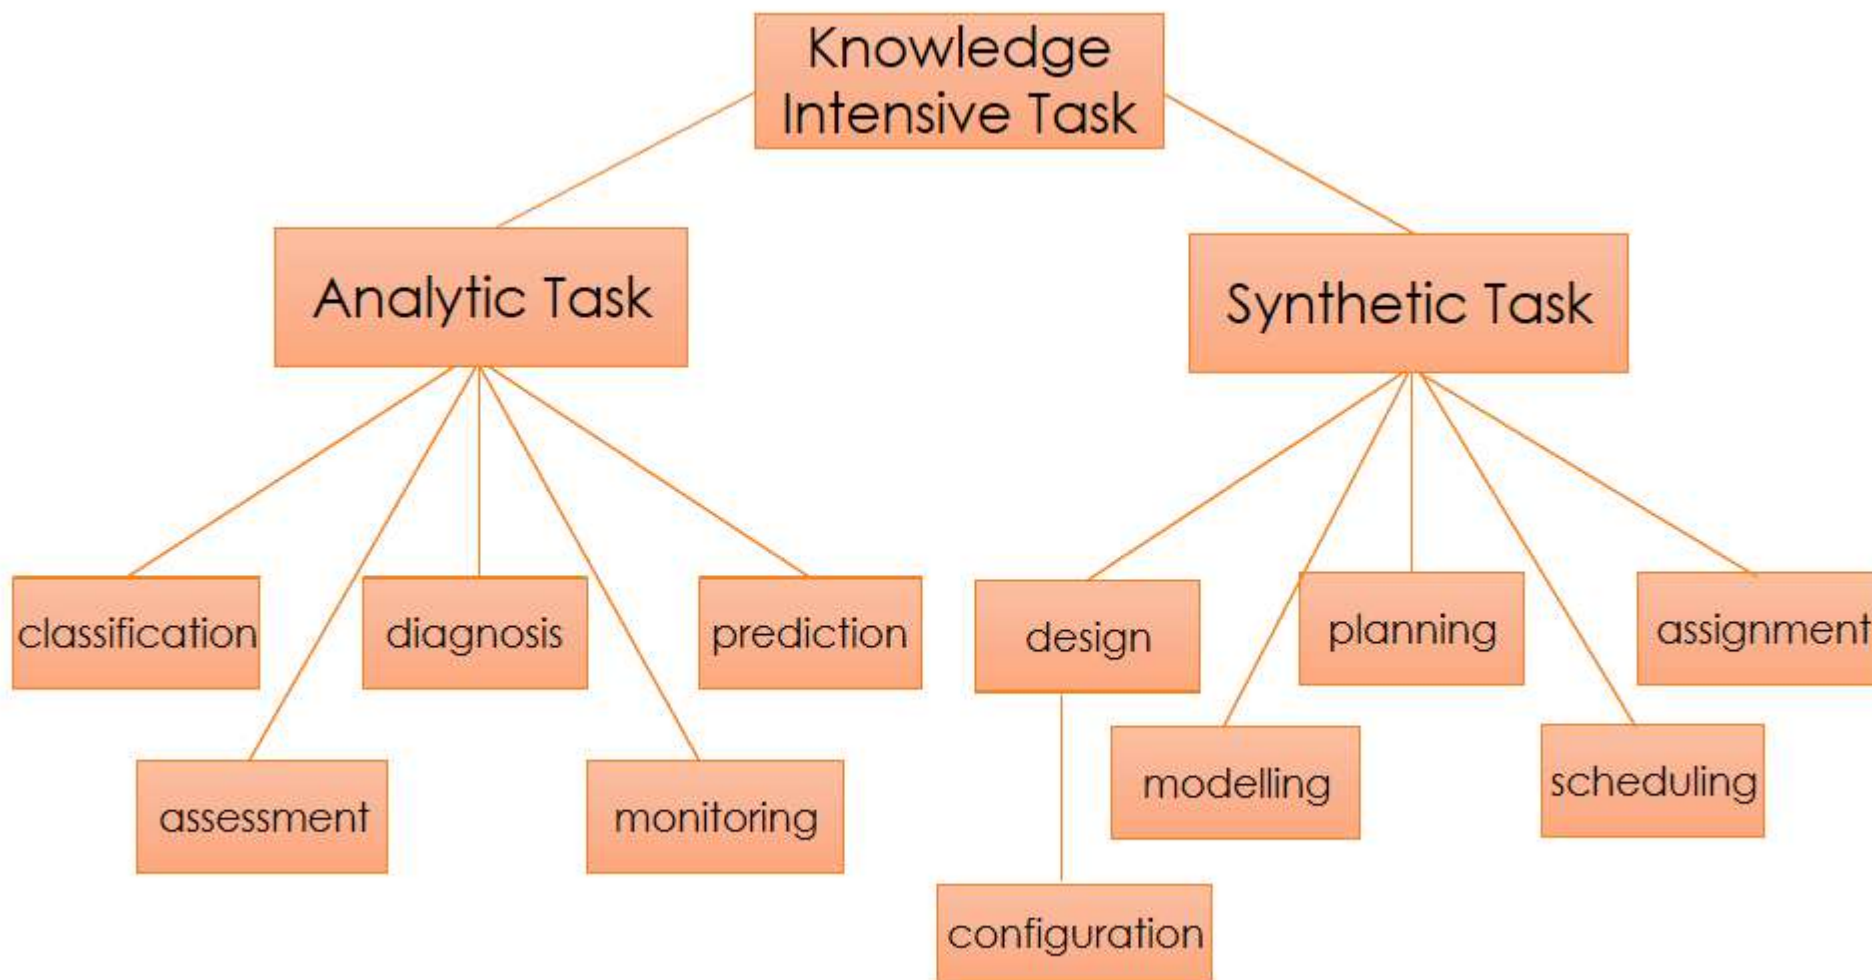 Knowledge
Intensive Task
Analytic Task
Synthetic Task
classification
diagnosis
prediction
design
planning
assignment
assessment
monitoring
modelling
scheduling
configuration